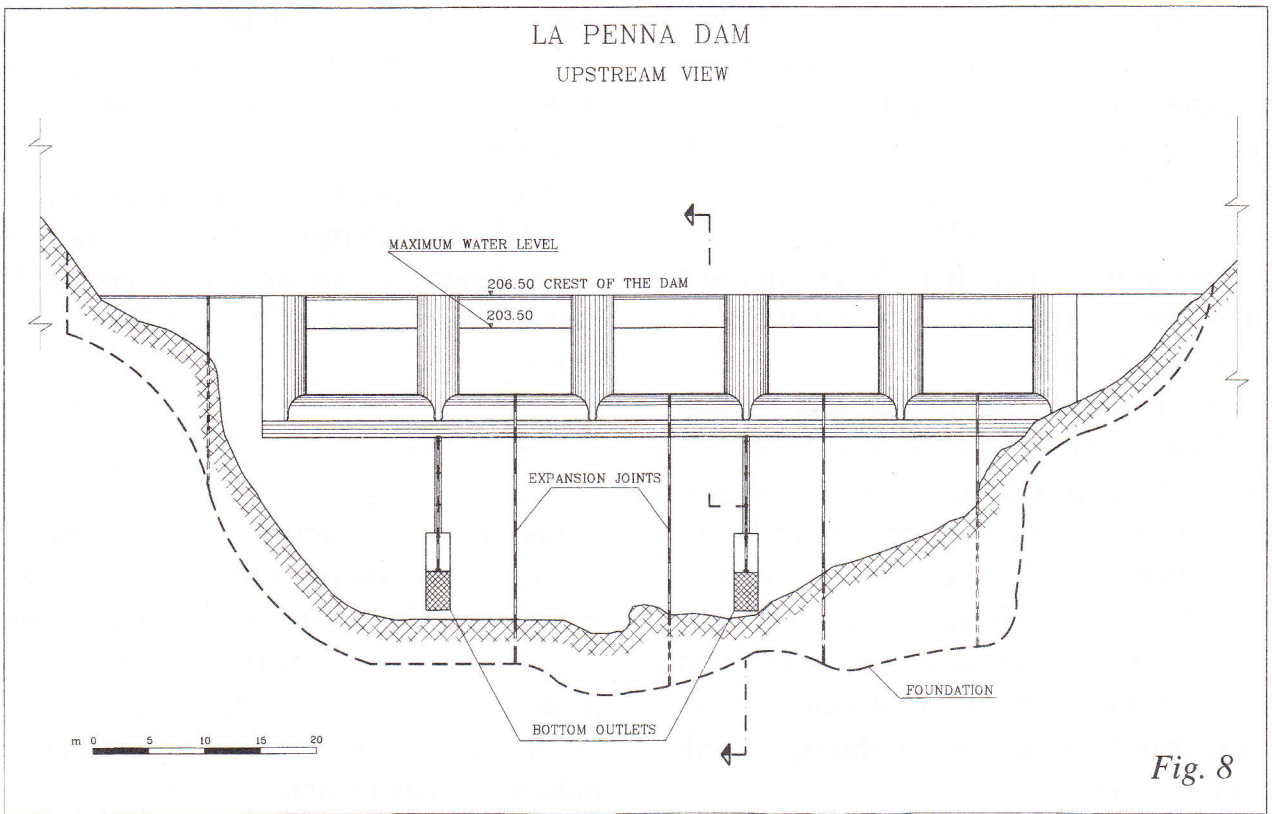 LA PENNA DAM
UPSTREAM VIEW
MAXIMUM WATER LEVEL
206.50 CREST OF THE DAM
203.50
EXPANSION JOINTS
FOUNDATION
BOTTOM OUTLETS
m 0 5 10 15 20
Fig. 8